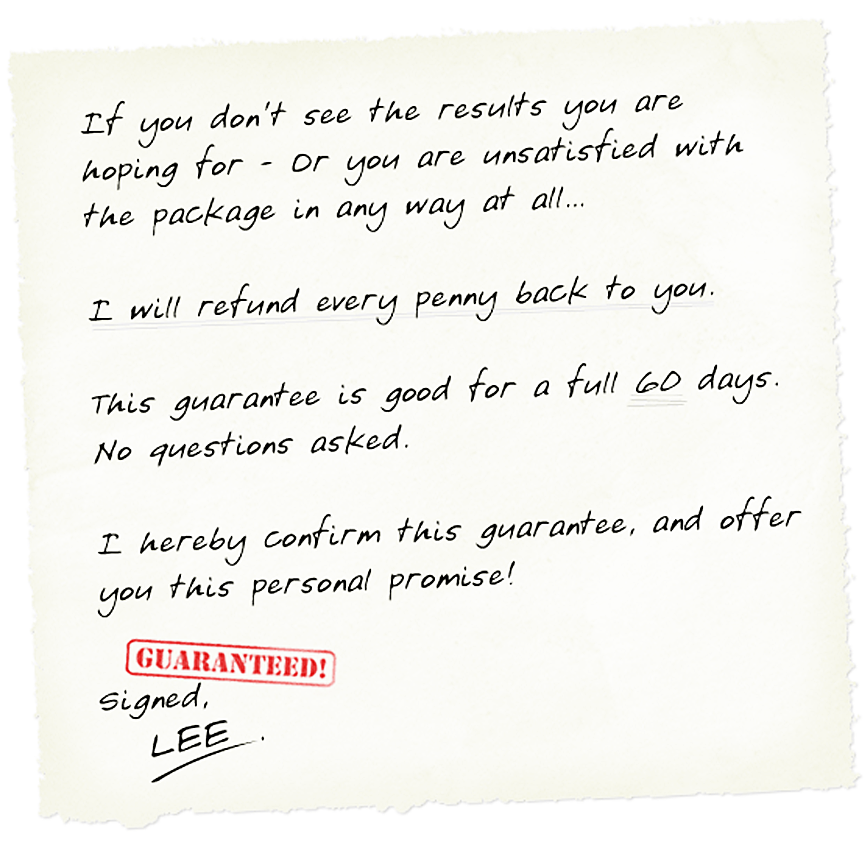 If you don't see the results you are
hoping for - Or you are unsatisfied with
the package in any way at all...
I will refund every penny back to you.
This guarantee is good for a full 60 days.
No questions asked.
I hereby confirm this guarantee, and offer
you this personal promise!
GUARANTEED!
Signed,
LEE.